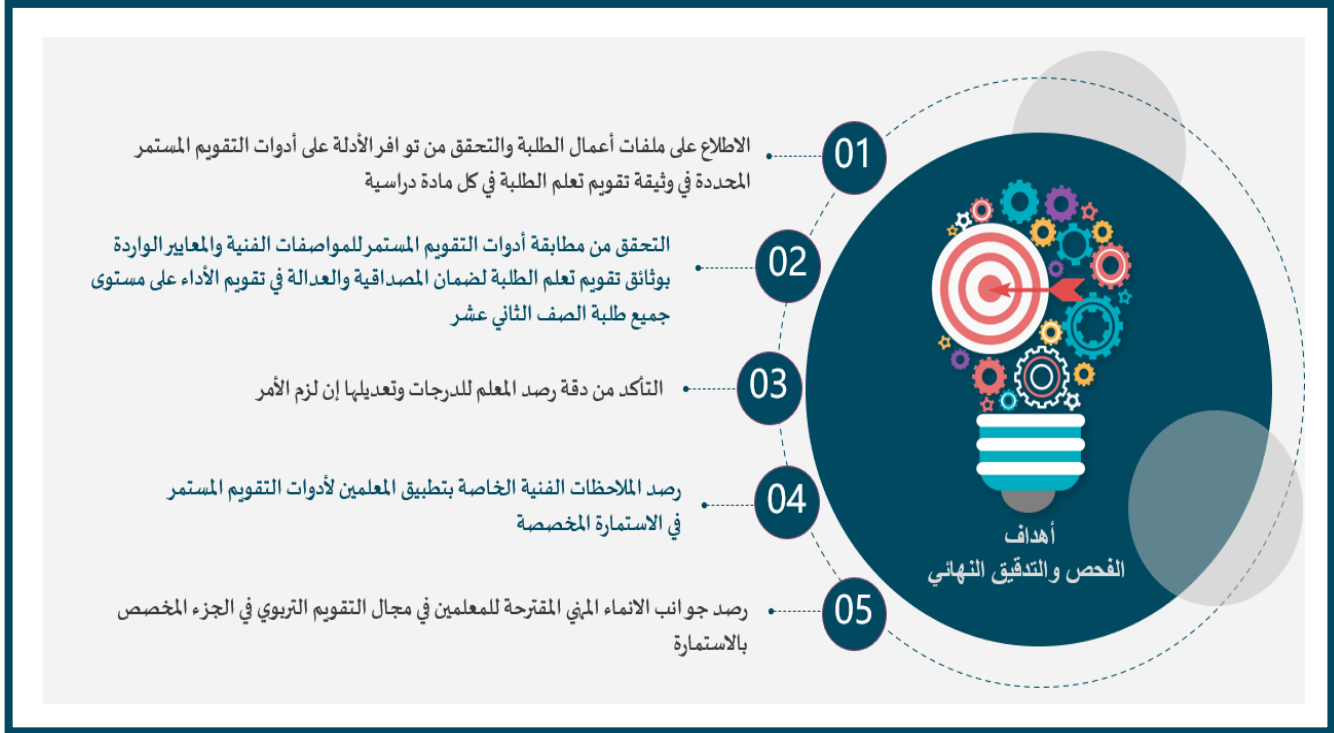 أهداف
الفحص والتدقيق النهائي
01
الاطلاع على ملفات أعمال الطلبة والتحقق من تو افر الأدلة على أدوات التقويم المستمر
المحددة في وثيقة تقويم تعلم الطلبة في كل مادة دراسية
02
التحقق من مطابقة أدوات التقويم المستمر للمواصفات الفنية والمعايير الواردة
بوثائق تقويم تعلم الطلبة لضمان المصداقية والعدالة في تقويم الأداء على مستوى
جميع طلبة الصف الثاني عشر
03
التأكد من دقة رصد المعلم للدرجات وتعديلها إن لزم الأمر
04
رصد الملاحظات الفنية الخاصة بتطبيق المعلمين لأدوات التقويم المستمر
في الاستمارة المخصصة
05
رصد جو انب الانماء المهني المقترحة للمعلمين في مجال التقويم التربوي في الجزء المخصص
بالاستمارة